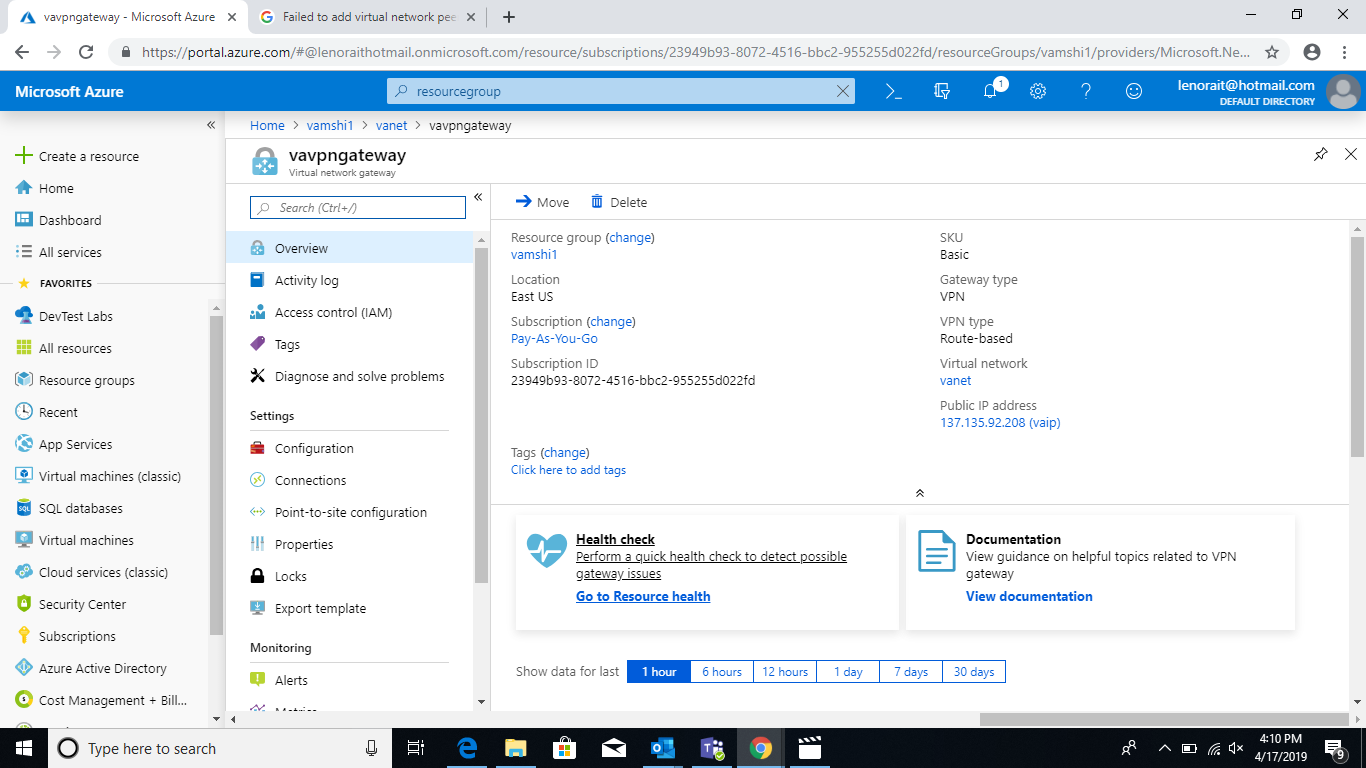 vavpngateway - Microsoft Azure
Failed to add virtual network pee
https://portal.azure.com/#@lenoraithotmail.onmicrosoft.com/resource/subscriptions/23949b93-8072-4516-bbc2-955255d022fd/resourceGroups/vamshi1/providers/Microsoft.Ne...
Microsoft Azure
resourcegroup
1
lenorait@hotmail.com
DEFAULT DIRECTORY
Home > vamshi1 > vanet > vavpngateway
Create a resource
Home
Dashboard
All services
FAVORITES
DevTest Labs
All resources
Resource groups
Recent
App Services
Virtual machines (classic)
SQL databases
Virtual machines
Cloud services (classic)
Security Center
Subscriptions
Azure Active Directory
Cost Management + Bill...
vavpngateway
Virtual network gateway
Search (Ctrl+/)
Overview
Activity log
Access control (IAM)
Tags
Diagnose and solve problems
Settings
Configuration
Connections
Point-to-site configuration
Properties
Locks
Export template
Monitoring
Alerts
Metrics
Move
Delete
Resource group (change)
vamshi1
Location
East US
Subscription (change)
Pay-As-You-Go
Subscription ID
23949b93-8072-4516-bbc2-955255d022fd
SKU
Basic
Gateway type
VPN
VPN type
Route-based
Virtual network
vanet
Public IP address
137.135.92.208 (vaip)
Tags (change)
Click here to add tags
Health check
Perform a quick health check to detect possible
gateway issues
Go to Resource health
Documentation
View guidance on helpful topics related to VPN
gateway
View documentation
Show data for last
1 hour
6 hours
12 hours
1 day
7 days
30 days
Type here to search
4:10 PM
4/17/2019
9